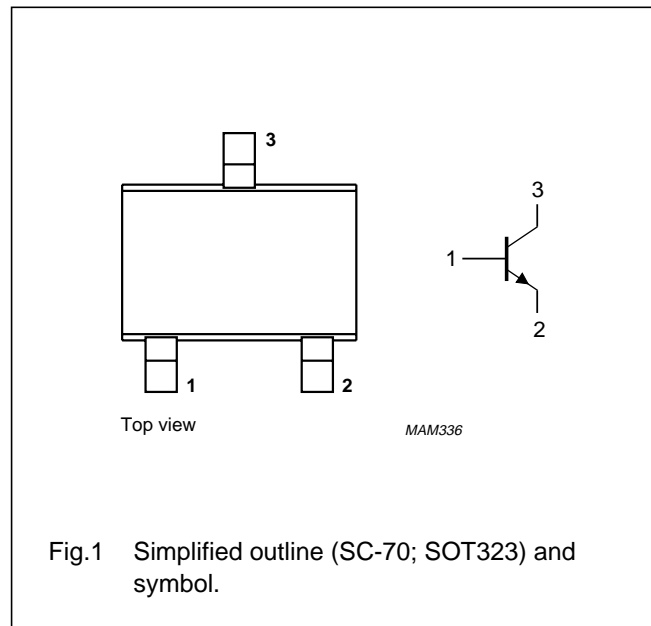 3
3
1
2
1
2
Top view
MAM336
Fig.1 Simplified outline (SC-70; SOT323) and
symbol.